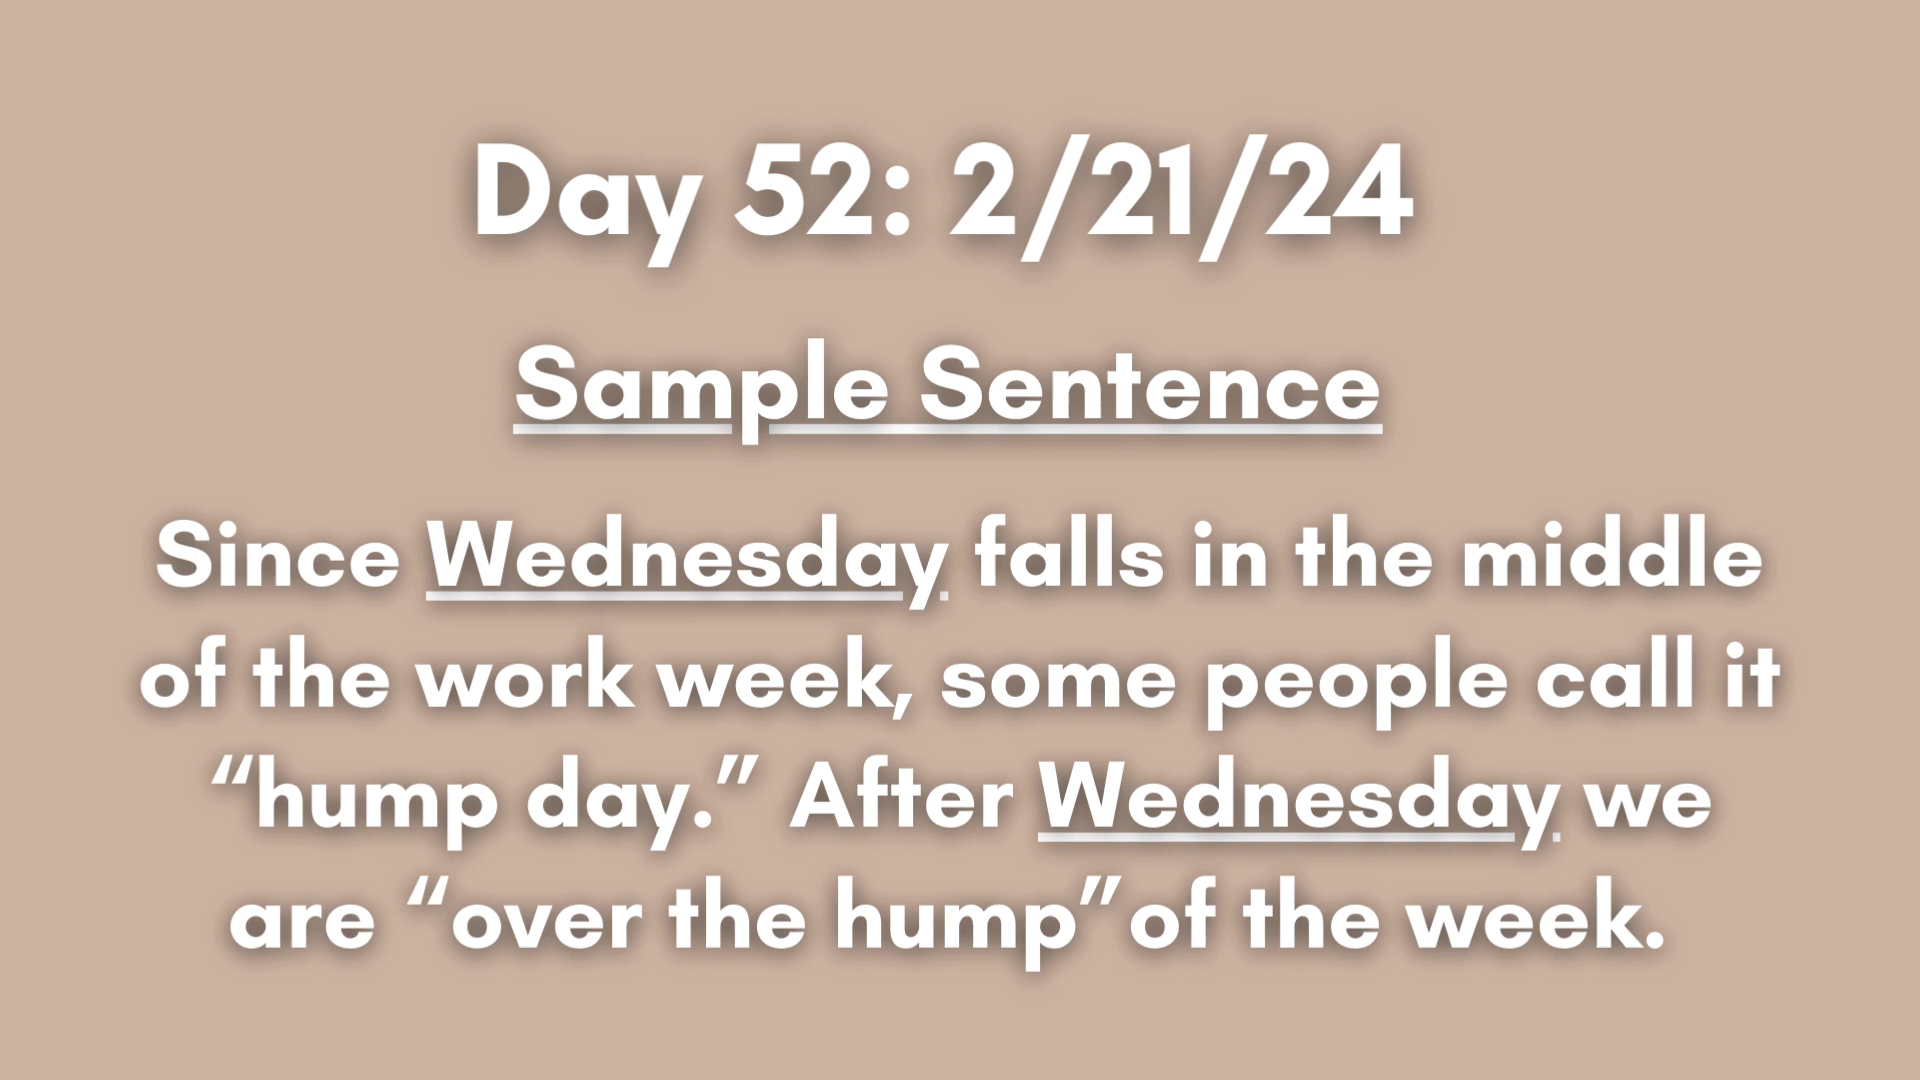 Day 52: 2/21/24
Sample Sentence
Since Wednesday falls in the middle
of the work week, some people call it
“hump day.” After Wednesday we
are “over the hump”of the week.